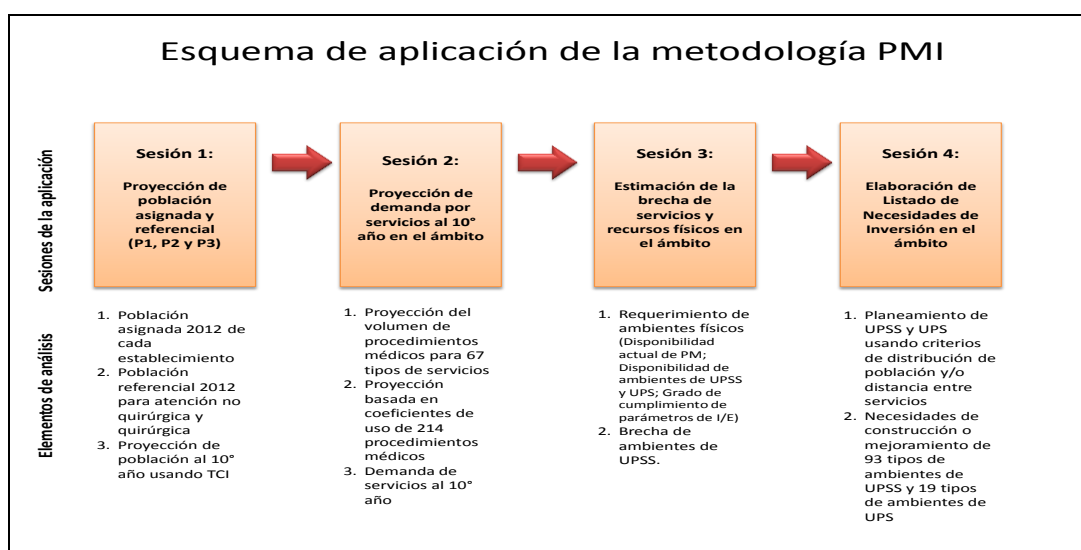 Esquema de aplicación de la metodología PMI
Sesiones de la aplicación
Sesión 1:
Proyección de
población
asignada y
referencial
(P1, P2 y P3)
Sesión 2:
Proyección de
demanda por
servicios al 10°
año en el ámbito
Sesión 3:
Estimación de la
brecha de
servicios y
recursos físicos en
el ámbito
Sesión 4:
Elaboración de
Listado de
Necesidades de
Inversión en el
ámbito
Elementos de análisis
1. Población
asignada 2012 de
cada
establecimiento
2. Población
referencial 2012
para atención no
quirúrgica y
quirúrgica
3. Proyección de
población al 10°
año usando TCI
1. Proyección del
volumen de
procedimientos
médicos para 67
tipos de servicios
2. Proyección
basada en
coeficientes de
uso de 214
procedimientos
médicos
3. Demanda de
servicios al 10°
año
1. Requerimiento de
ambientes físicos
(Disponibilidad
actual de PM;
Disponibilidad de
ambientes de UPSS
y UPS; Grado de
cumplimiento de
parámetros de I/E)
2. Brecha de
ambientes de
UPSS.
1. Planeamiento de
UPSS y UPS
usando criterios
de distribución de
población y/o
distancia entre
servicios
2. Necesidades de
construcción o
mejoramiento de
93 tipos de
ambientes de
UPSS y 19 tipos
de ambientes de
UPS